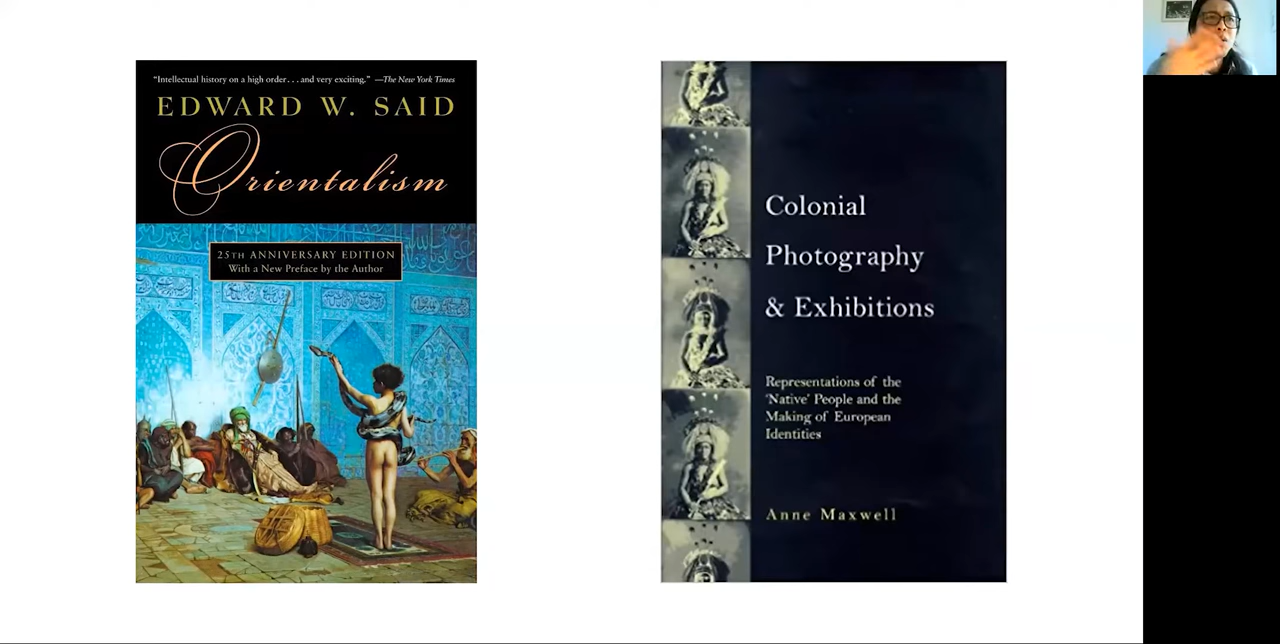 “Intellectual history on a high order . . . and very exciting.” —The New York Times
EDWARD W. SAID
Orientalism
25TH ANNIVERSARY EDITION
With a New Preface by the Author
Colonial
Photography
& Exhibitions
Representations of the
‘Native’ People and the
Making of European
Identities
Anne Maxwell